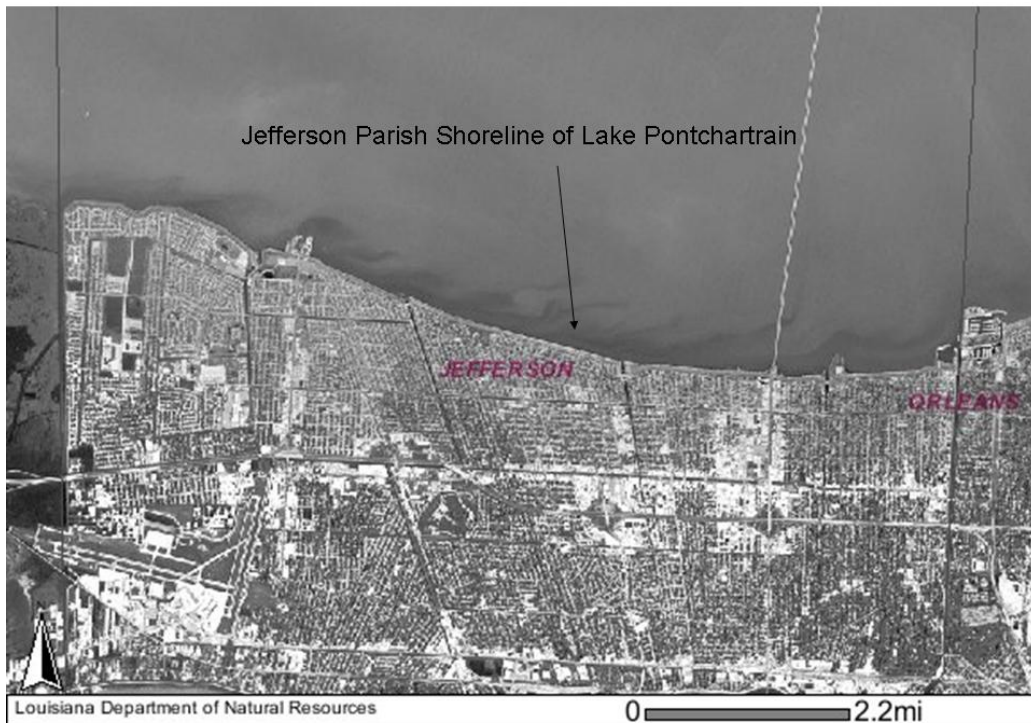 Jefferson Parish Shoreline of Lake Pontchartrain
JEFFERSON
ORLEANS
Louisiana Department of Natural Resources
0 2.2mi